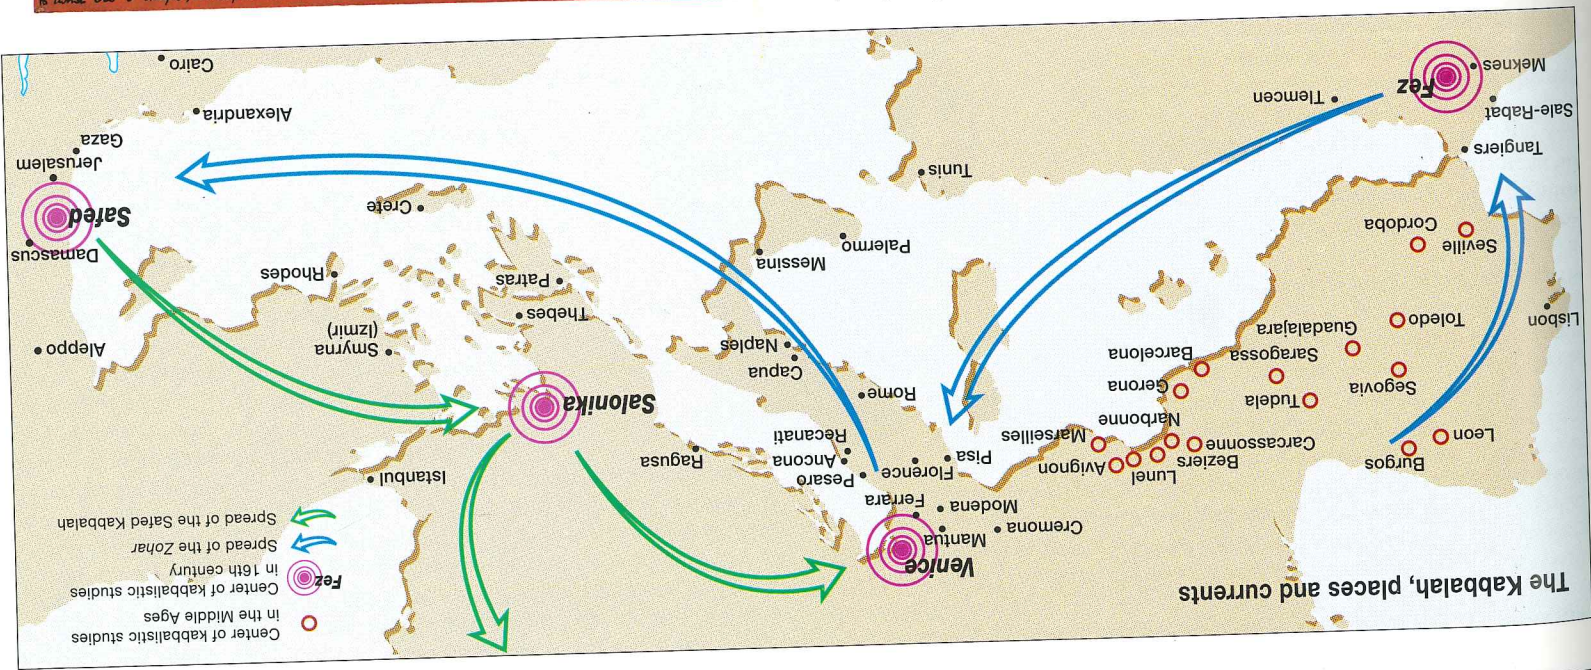 The Kabbalah, places and currents
Center of kabbalistic studies
in the Middle Ages
Fez
Center of kabbalistic studies
in 16th century
Spread of the Zohar
Spread of the Safed Kabbalah
Venice
Cremona
Mantua
Modena
Ferrara
Leon
Burgos
Carcassonne
Beziers
Lunel
Avignon
Narbonne
Marseilles
Pisa
Florence
Pesaro
Ancona
Recanati
Ragusa
Istanbul
Segovia
Tudela
Gerona
Saragossa
Barcelona
Guadalajara
Rome
Salonika
Capua
Naples
Lisbon
Toledo
Thebes
Smyrna
(Izmir)
Aleppo
Seville
Cordoba
Messina
Palermo
Patras
Rhodes
Damascus
Crete
Safed
Tangiers
Tunis
Jerusalem
Gaza
Sale-Rabat
Tlemcen
Alexandria
Fez
Meknes
Cairo